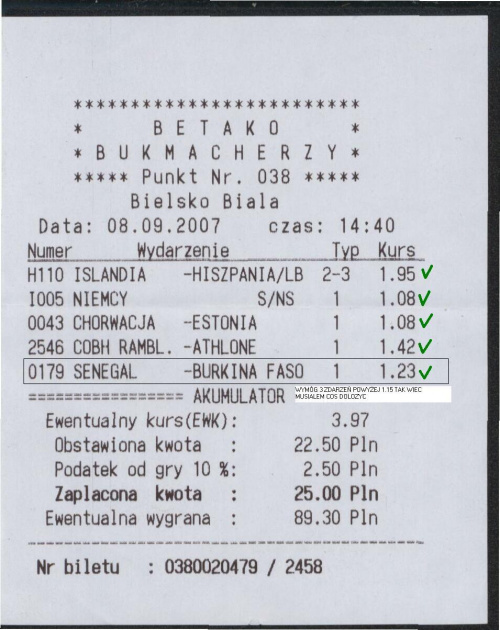 *************************
* B E T A K O *
* B U K M A C H E R Z Y *
***** Punkt Nr. 038 *****
Bielsko Biala
Data: 08.09.2007 czas: 14:40
Numer Wydarzenie Typ Kurs
H110 ISLANDIA -HISZPANIA/LB 2-3 1.95
I005 NIEMCY S/NS 1 1.08
0043 CHORWACJA -ESTONIA 1 1.08
2546 COBH RAMBL. -ATHLONE 1 1.42
0179 SENEGAL -BURKINA FASO 1 1.23
================= AKUMULATOR
WYMÓG 3 ZDARZEŃ POWYŻEJ 1.15 TAK WIEC
MUSIALEM COS DOLOZYC
Ewentualny kurs(EWK): 3.97
Obstawiona kwota : 22.50 Pln
Podatek od gry 10 %: 2.50 Pln
Zaplacona kwota : 25.00 Pln
Ewentualna wygrana : 89.30 Pln
Nr biletu : 0380020479 / 2458